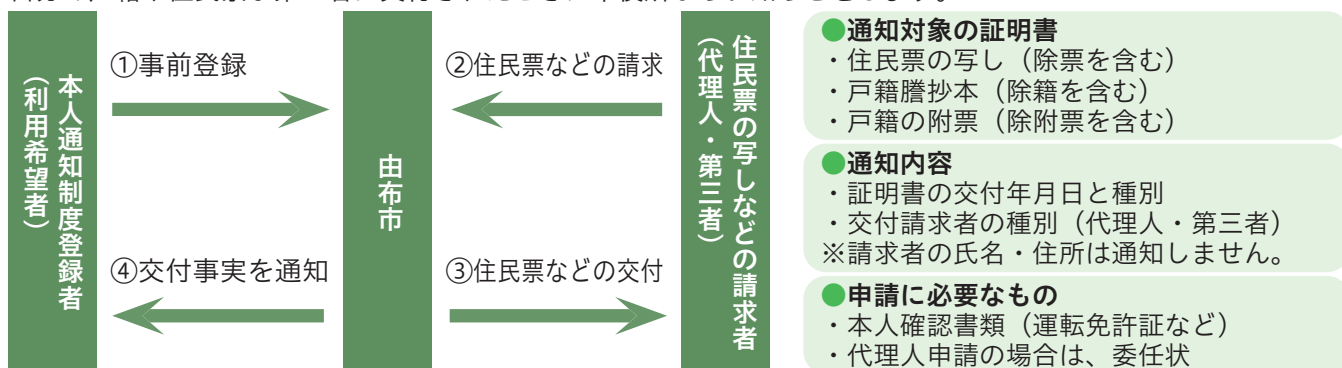 本人通知制度登録者
（利用希望者）
①事前登録
④交付事実を通知
由布市
②住民票などの請求
③住民票などの交付
住民票の写しなどの請求者
（代理人・第三者）
●通知対象の証明書
・住民票の写し（除票を含む）
・戸籍謄抄本（除籍を含む）
・戸籍の附票（除附票を含む）
●通知内容
・証明書の交付年月日と種別
・交付請求者の種別（代理人・第三者）
※請求者の氏名・住所は通知しません。
●申請に必要なもの
・本人確認書類（運転免許証など）
・代理人申請の場合は、委任状